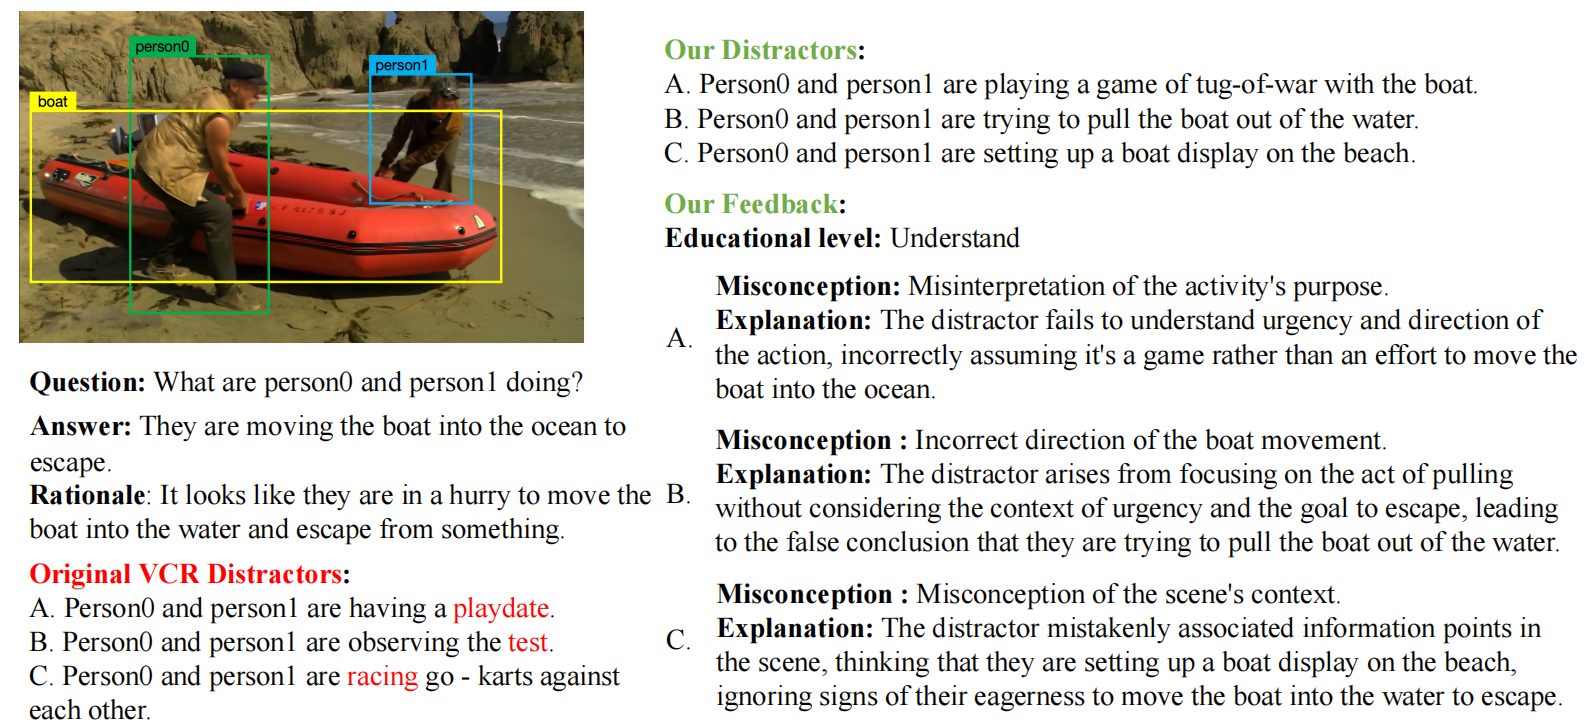 person0
person1
boat
CF 4179 SJ
Question: What are person0 and person1 doing?
Answer: They are moving the boat into the ocean to
escape.
Rationale: It looks like they are in a hurry to move the
boat into the water and escape from something.
Original VCR Distractors:
A. Person0 and person1 are having a playdate.
B. Person0 and person1 are observing the test.
C. Person0 and person1 are racing go - karts against
each other.
Our Distractors:
A. Person0 and person1 are playing a game of tug-of-war with the boat.
B. Person0 and person1 are trying to pull the boat out of the water.
C. Person0 and person1 are setting up a boat display on the beach.
Our Feedback:
Educational level: Understand
A.
Misconception: Misinterpretation of the activity's purpose.
Explanation: The distractor fails to understand urgency and direction of
the action, incorrectly assuming it's a game rather than an effort to move the
boat into the ocean.
B.
Misconception : Incorrect direction of the boat movement.
Explanation: The distractor arises from focusing on the act of pulling
without considering the context of urgency and the goal to escape, leading
to the false conclusion that they are trying to pull the boat out of the water.
C.
Misconception : Misconception of the scene's context.
Explanation: The distractor mistakenly associated information points in
the scene, thinking that they are setting up a boat display on the beach,
ignoring signs of their eagerness to move the boat into the water to escape.